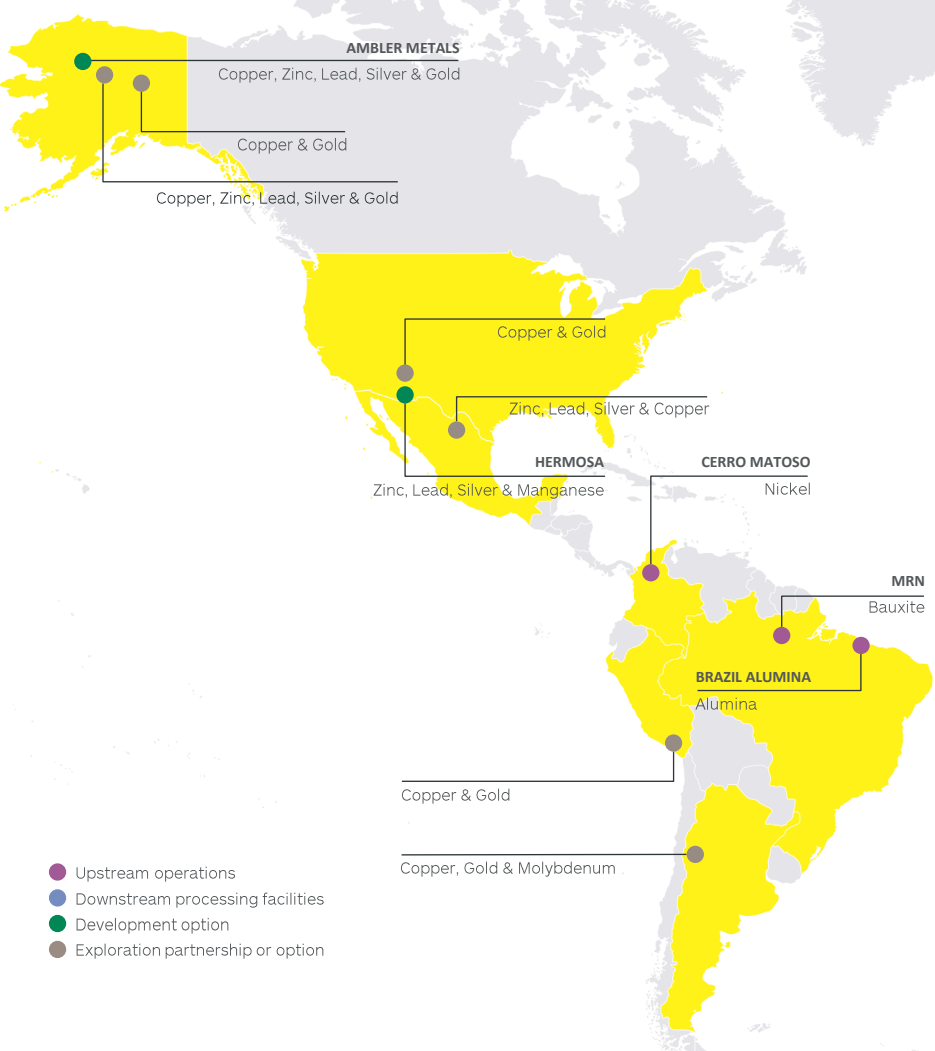 AMBLER METALS
Copper, Zinc, Lead, Silver & Gold
Copper & Gold
Copper, Zinc, Lead, Silver & Gold
Copper & Gold
Zinc, Lead, Silver & Copper
HERMOSA
Zinc, Lead, Silver & Manganese
CERRO MATOSO
Nickel
MRN
Bauxite
BRAZIL ALUMINA
Alumina
Copper & Gold
Copper, Gold & Molybdenum
Upstream operations
Downstream processing facilities
Development option
Exploration partnership or option